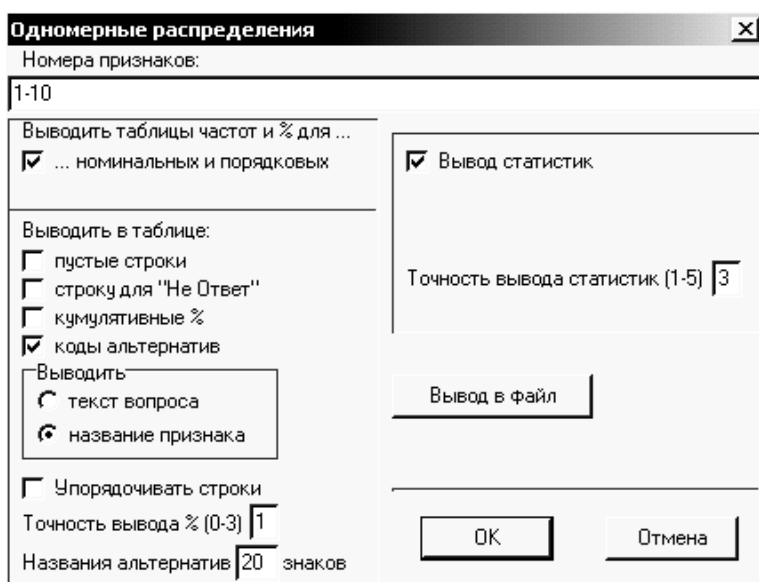 Одномерные распределения
Номера признаков:
1-10
Выводить таблицы частот и % для ...
... номинальных и порядковых
Выводить в таблице:
пустые строки
строку для "Не Ответ"
кумулятивные %
коды альтернатив
Выводить
текст вопроса
название признака
Упорядочивать строки
Точность вывода % (0-3) 1
Названия альтернатив 20 знаков
Вывод статистик
Точность вывода статистик (1-5) 3
Вывод в файл
OK
Отмена